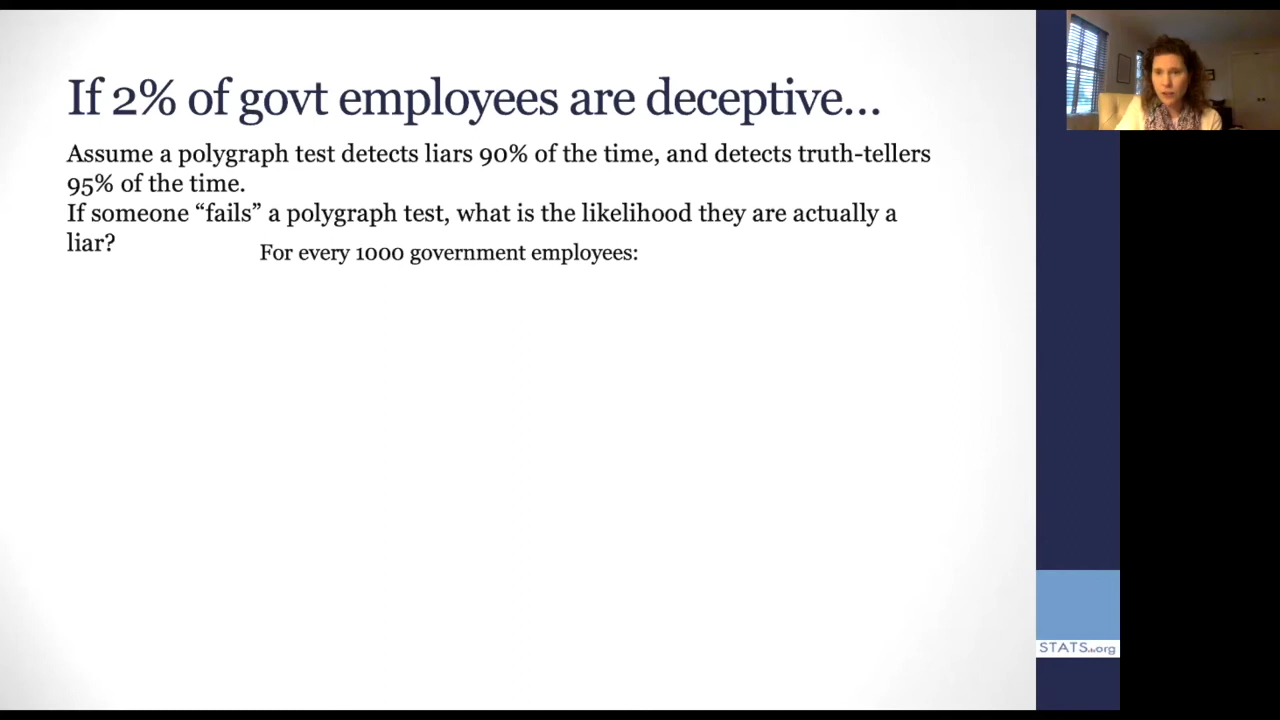 If 2% of govt employees are deceptive...
Assume a polygraph test detects liars 90% of the time, and detects truth-tellers
95% of the time.
If someone “fails” a polygraph test, what is the likelihood they are actually a
liar?
For every 1000 government employees:
STATS.org